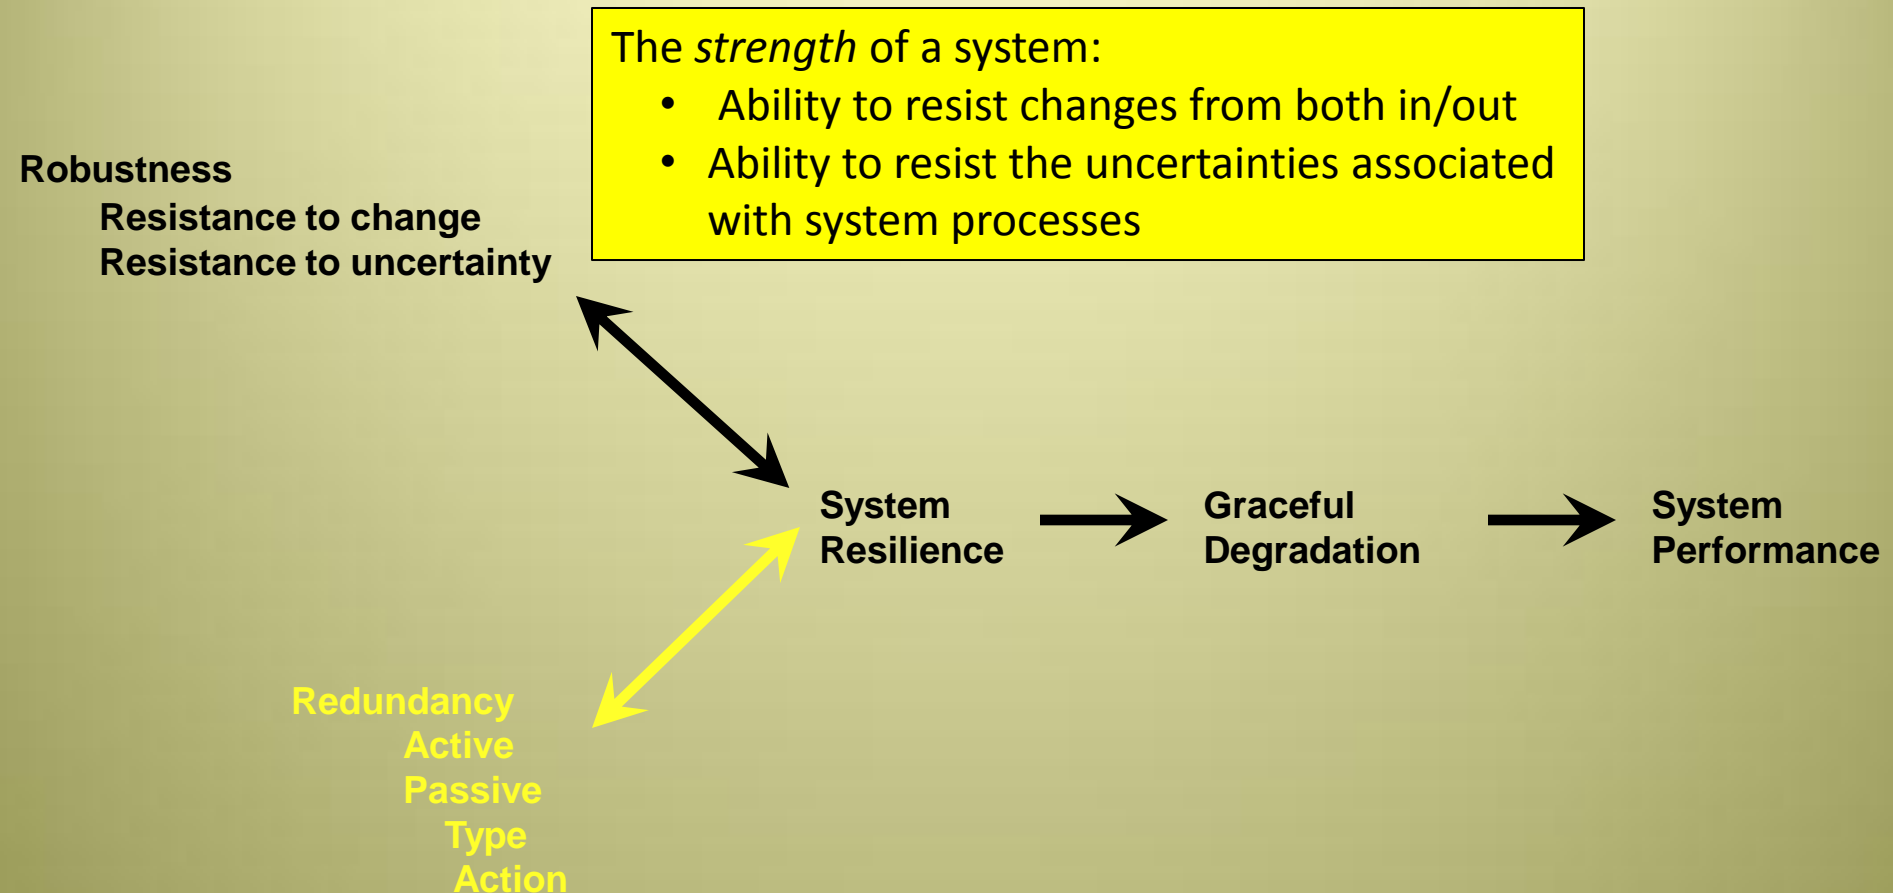 The strength of a system:
• Ability to resist changes from both in/out
• Ability to resist the uncertainties associated
with system processes
Robustness
Resistance to change
Resistance to uncertainty
System
Resilience
Graceful
Degradation
System
Performance
Redundancy
Active
Passive
Type
Action